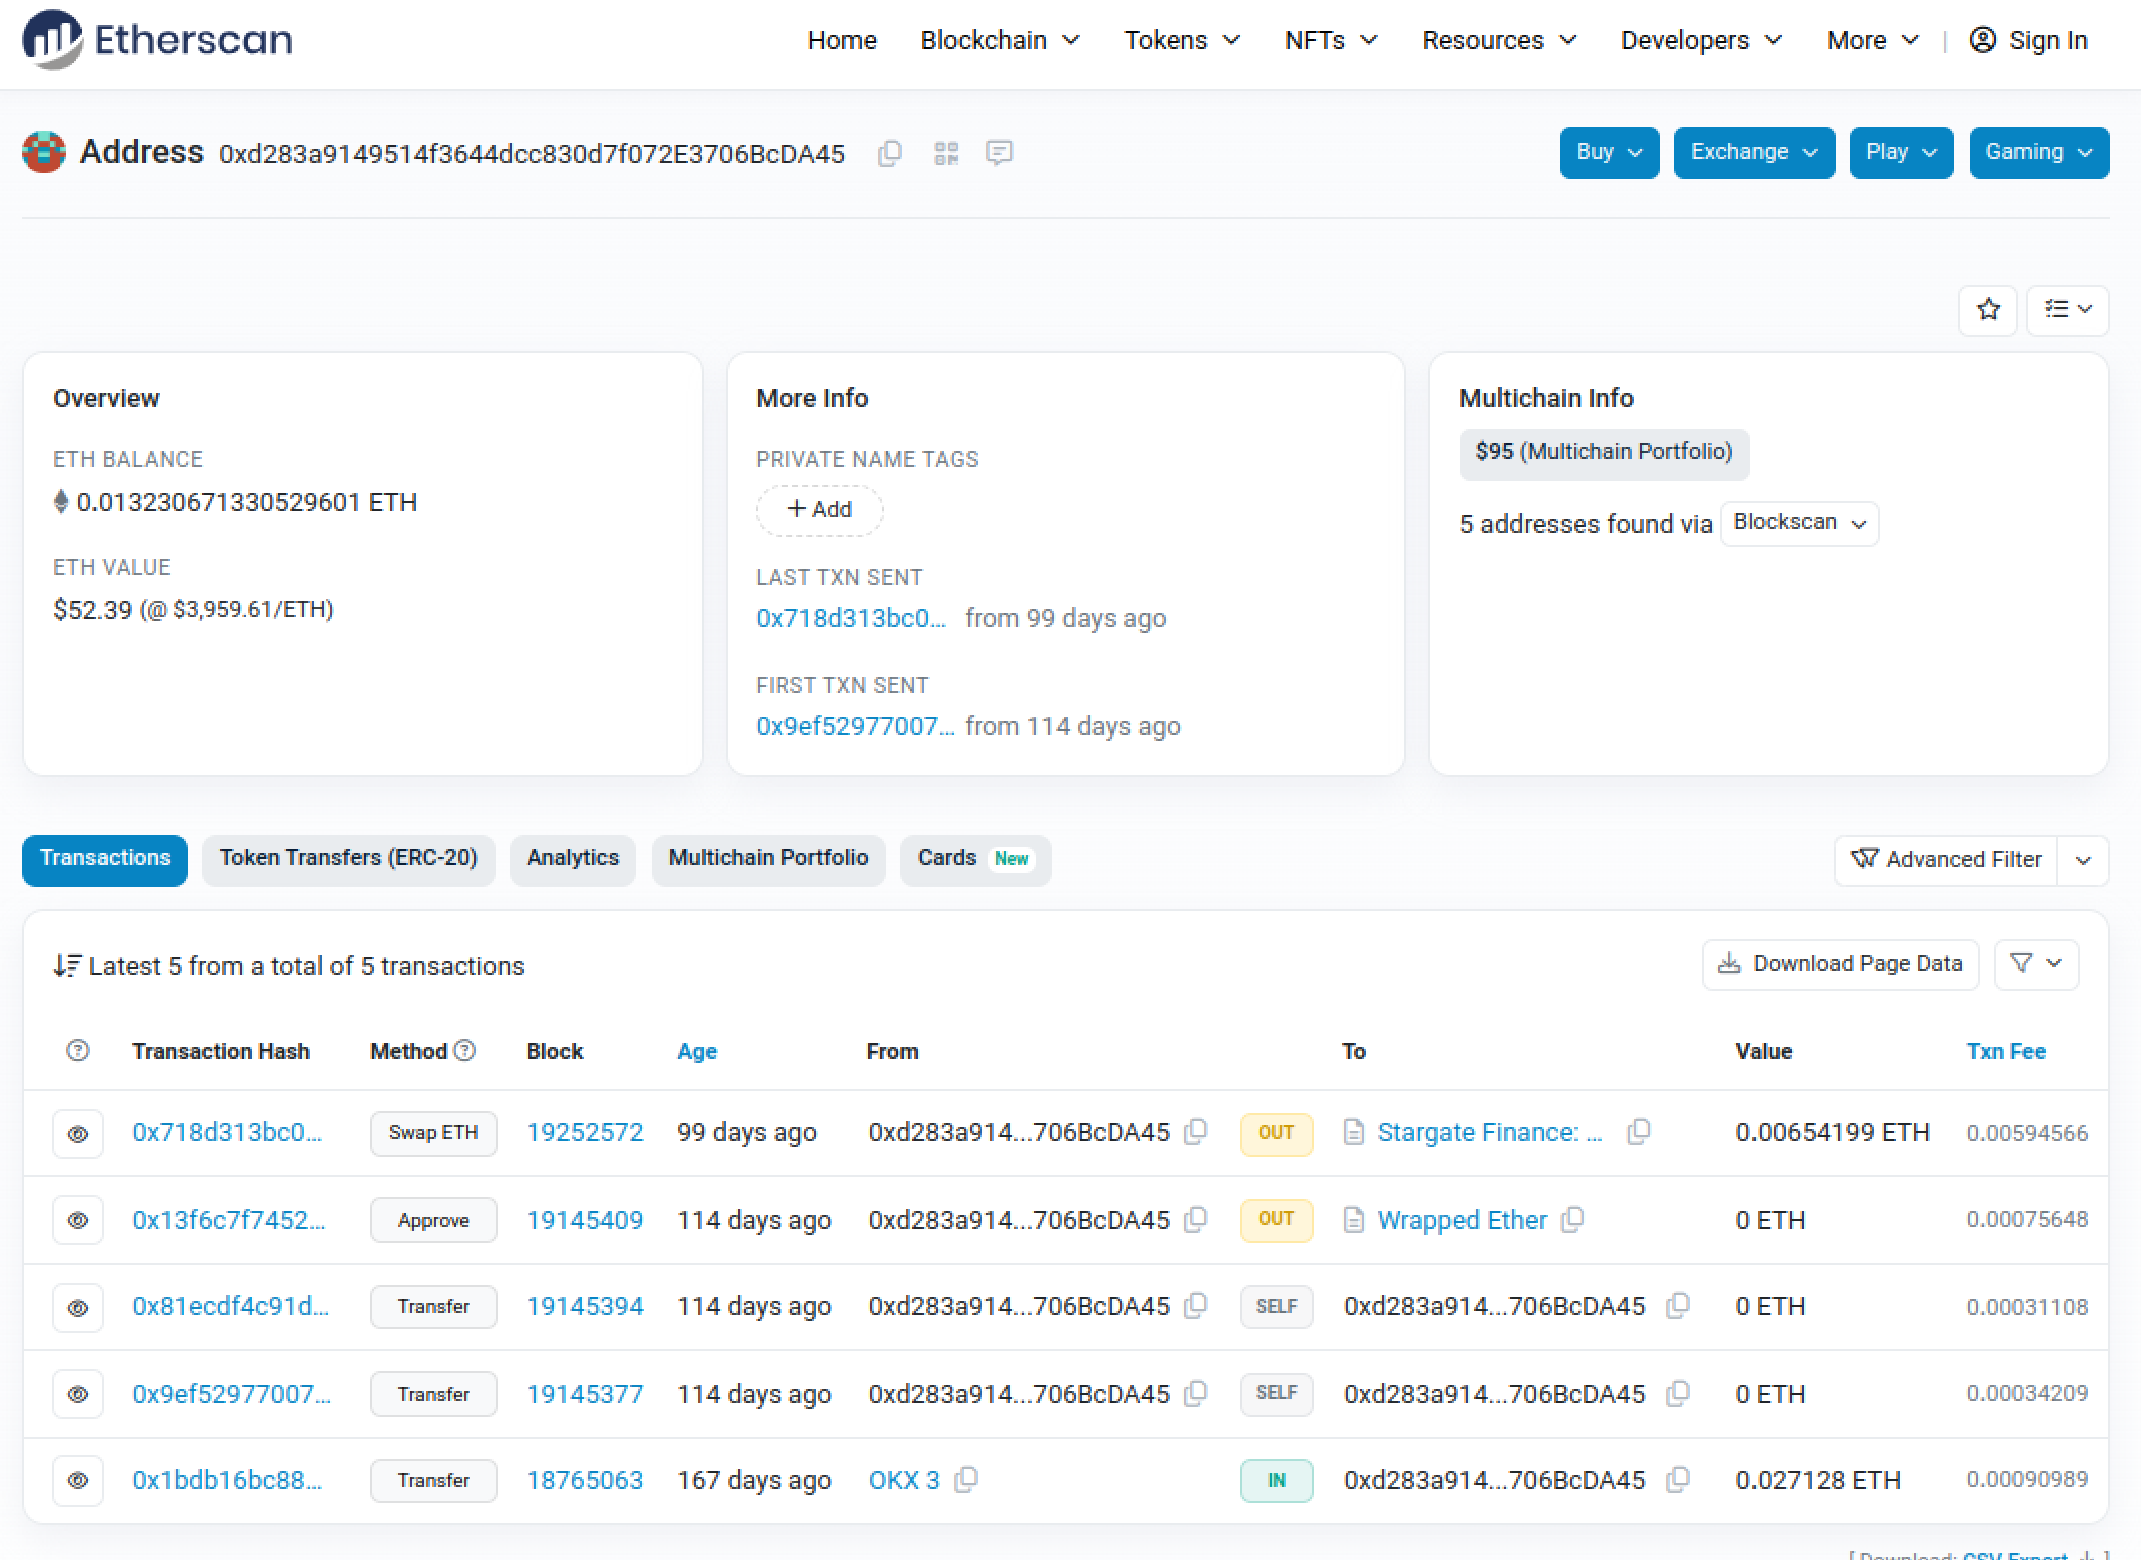 Etherscan
Home Blockchain Tokens NFTs Resources Developers More | Sign In
Address 0xd283a9149514f3644dcc830d7f072E3706BcDA45
Buy Exchange Play Gaming
Overview
ETH BALANCE
0.013230671330529601 ETH
ETH VALUE
$52.39 (@ $3,959.61/ETH)
More Info
PRIVATE NAME TAGS
+ Add
LAST TXN SENT
0x718d313bc0... from 99 days ago
FIRST TXN SENT
0x9ef52977007... from 114 days ago
Multichain Info
$95 (Multichain Portfolio)
5 addresses found via Blockscan
Transactions Token Transfers (ERC-20) Analytics Multichain Portfolio Cards New
Advanced Filter
Latest 5 from a total of 5 transactions
Download Page Data
Transaction Hash Method Block Age From To Value Txn Fee
0x718d313bc0... Swap ETH 19252572 99 days ago 0xd283a914...706BcDA45 OUT Stargate Finance: ... 0.00654199 ETH 0.00594566
0x13f6c7f7452... Approve 19145409 114 days ago 0xd283a914...706BcDA45 OUT Wrapped Ether 0 ETH 0.00075648
0x81ecdf4c91d... Transfer 19145394 114 days ago 0xd283a914...706BcDA45 SELF 0xd283a914...706BcDA45 0 ETH 0.00031108
0x9ef52977007... Transfer 19145377 114 days ago 0xd283a914...706BcDA45 SELF 0xd283a914...706BcDA45 0 ETH 0.00034209
0x1bdb16bc88... Transfer 18765063 167 days ago OKX 3 IN 0xd283a914...706BcDA45 0.027128 ETH 0.00090989
[ Download: CSV Export ]